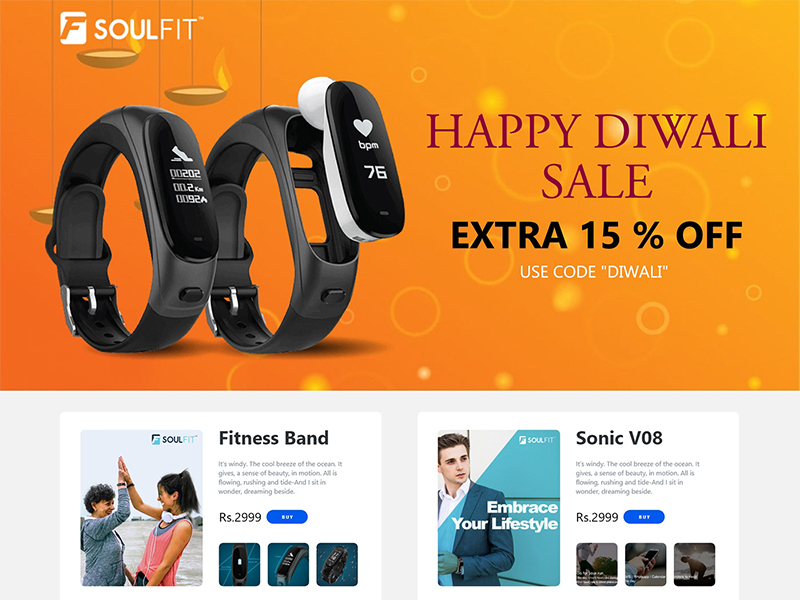 SOULFIT™
HAPPY DIWALI
SALE
EXTRA 15 % OFF
USE CODE "DIWALI"
00202
00.2 Km
0092
bpm
76
SOULFIT
Fitness Band
It's windy. The cool breeze of the ocean. It
gives, a sense of beauty, in motion. All is
flowing, rushing and tide-And I sit in
wonder, dreaming beside.
Rs.2999
BUY
SOULFIT
Embrace
Your Lifestyle
Sonic V08
It's windy. The cool breeze of the ocean. It
gives, a sense of beauty, in motion. All is
flowing, rushing and tide-And I sit in
wonder, dreaming beside.
Rs.2999
BUY